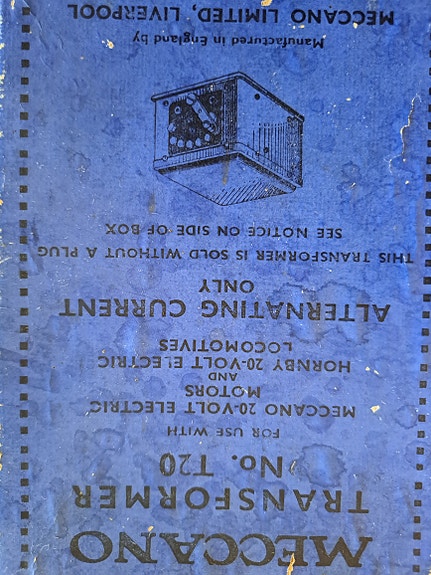 MECCANO
TRANSFORMER
No. T20
FOR USE WITH
MECCANO 20-VOLT ELECTRIC
MOTORS
AND
HORNBY 20-VOLT ELECTRIC
LOCOMOTIVES
ALTERNATING CURRENT
ONLY
THIS TRANSFORMER IS SOLD WITHOUT A PLUG
SEE NOTICE ON SIDE OF BOX
Manufactured in England by
MECCANO LIMITED, LIVERPOOL